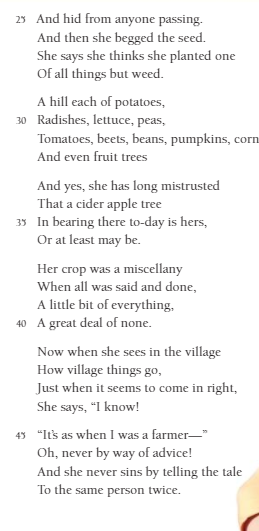 25 And hid from anyone passing.
And then she begged the seed.
She says she thinks she planted one
Of all things but weed.
A hill each of potatoes,
30 Radishes, lettuce, peas,
Tomatoes, beets, beans, pumpkins, corn
And even fruit trees
And yes, she has long mistrusted
That a cider apple tree
35 In bearing there to-day is hers,
Or at least may be.
Her crop was a miscellany
When all was said and done,
A little bit of everything,
40 A great deal of none.
Now when she sees in the village
How village things go,
Just when it seems to come in right,
She says, “I know!
45 “It’s as when I was a farmer—”
Oh, never by way of advice!
And she never sins by telling the tale
To the same person twice.